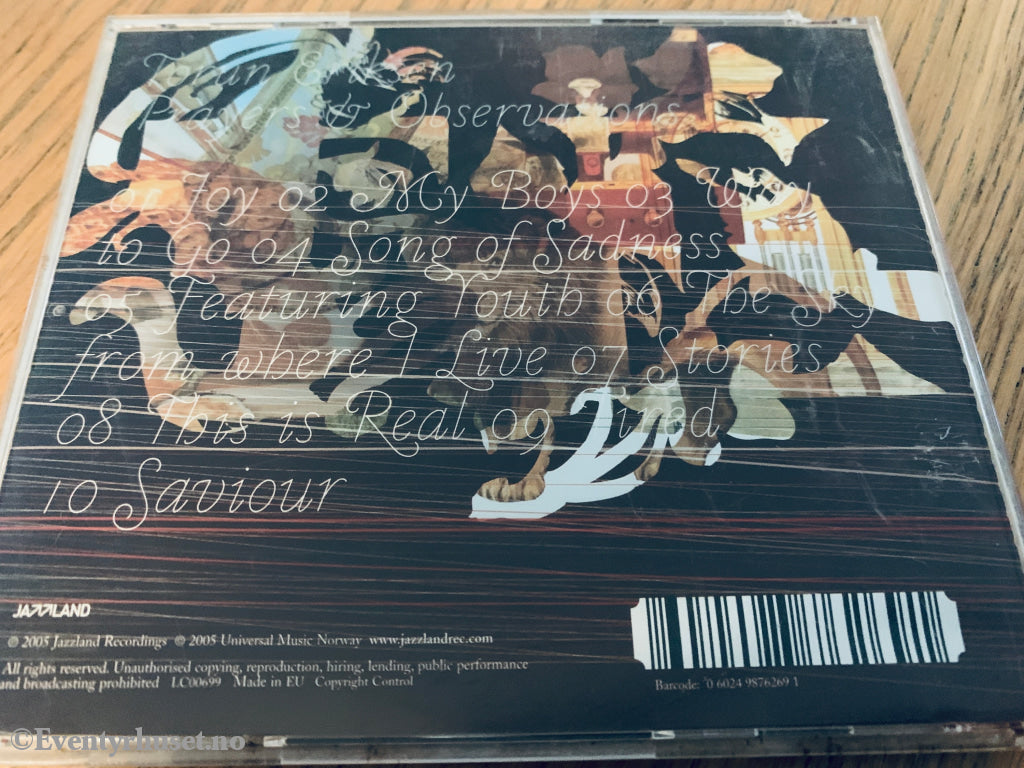 Torun Eriksen
Prayers & Observations
01 Joy 02 My Boys 03 Way
to Go 04 Song of Sadness
05 Featuring Youth 06 The Sky
from where I Live 07 Stories
08 This is Real 09 Tired
10 Saviour
JAZZLAND
℗ 2005 Jazzland Recordings © 2005 Universal Music Norway www.jazzlandrec.com
All rights reserved. Unauthorised copying, reproduction, hiring, lending, public performance
and broadcasting prohibited LC00699 Made in EU Copyright Control
Barcode: 0 6024 9876269 1
©Eventyrhuset.no